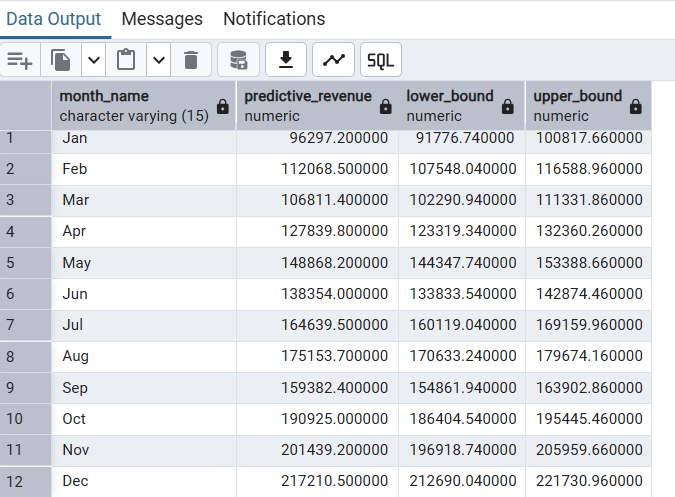 Data Output Messages Notifications
SQL
month_name predictive_revenue lower_bound upper_bound
character varying (15) numeric numeric numeric
1 Jan 96297.200000 91776.740000 100817.660000
2 Feb 112068.500000 107548.040000 116588.960000
3 Mar 106811.400000 102290.940000 111331.860000
4 Apr 127839.800000 123319.340000 132360.260000
5 May 148868.200000 144347.740000 153388.660000
6 Jun 138354.000000 133833.540000 142874.460000
7 Jul 164639.500000 160119.040000 169159.960000
8 Aug 175153.700000 170633.240000 179674.160000
9 Sep 159382.400000 154861.940000 163902.860000
10 Oct 190925.000000 186404.540000 195445.460000
11 Nov 201439.200000 196918.740000 205959.660000
12 Dec 217210.500000 212690.040000 221730.960000